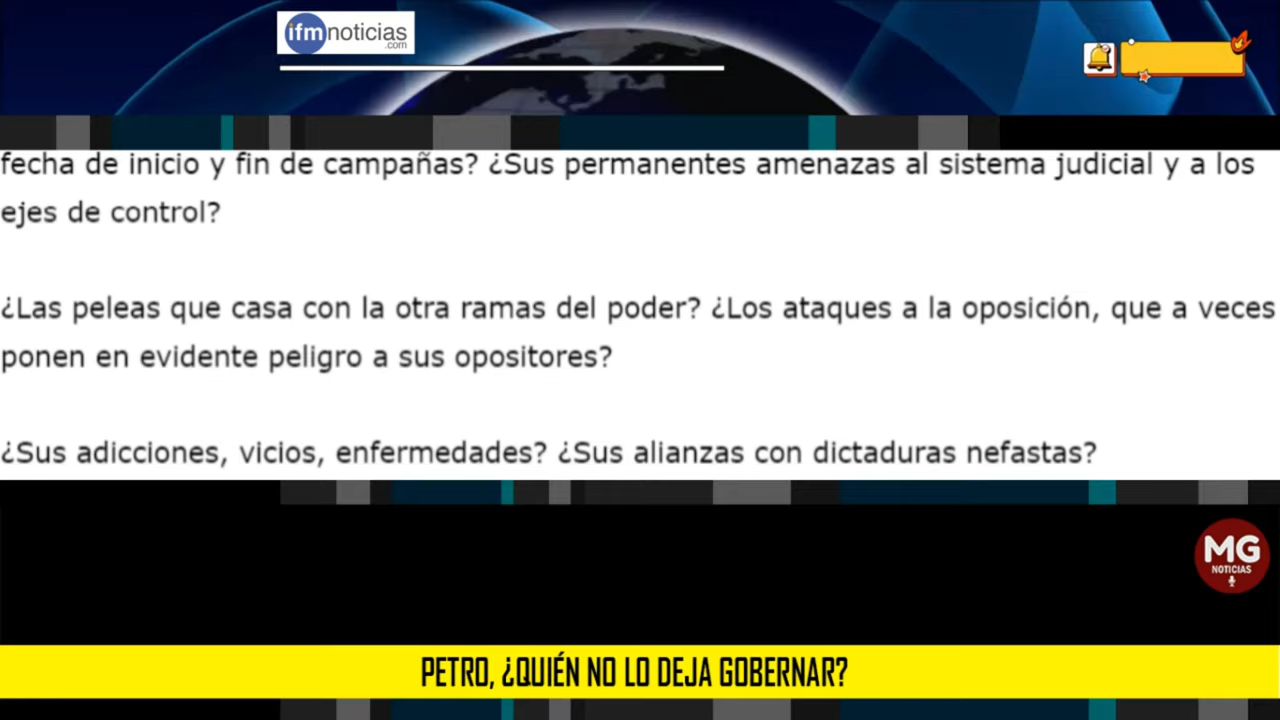 ifmnoticias
.com
fecha de inicio y fin de campañas? ¿Sus permanentes amenazas al sistema judicial y a los
ejes de control?
¿Las peleas que casa con la otra ramas del poder? ¿Los ataques a la oposición, que a veces
ponen en evidente peligro a sus opositores?
¿Sus adicciones, vicios, enfermedades? ¿Sus alianzas con dictaduras nefastas?
MG
NOTICIAS
PETRO, ¿QUIÉN NO LO DEJA GOBERNAR?